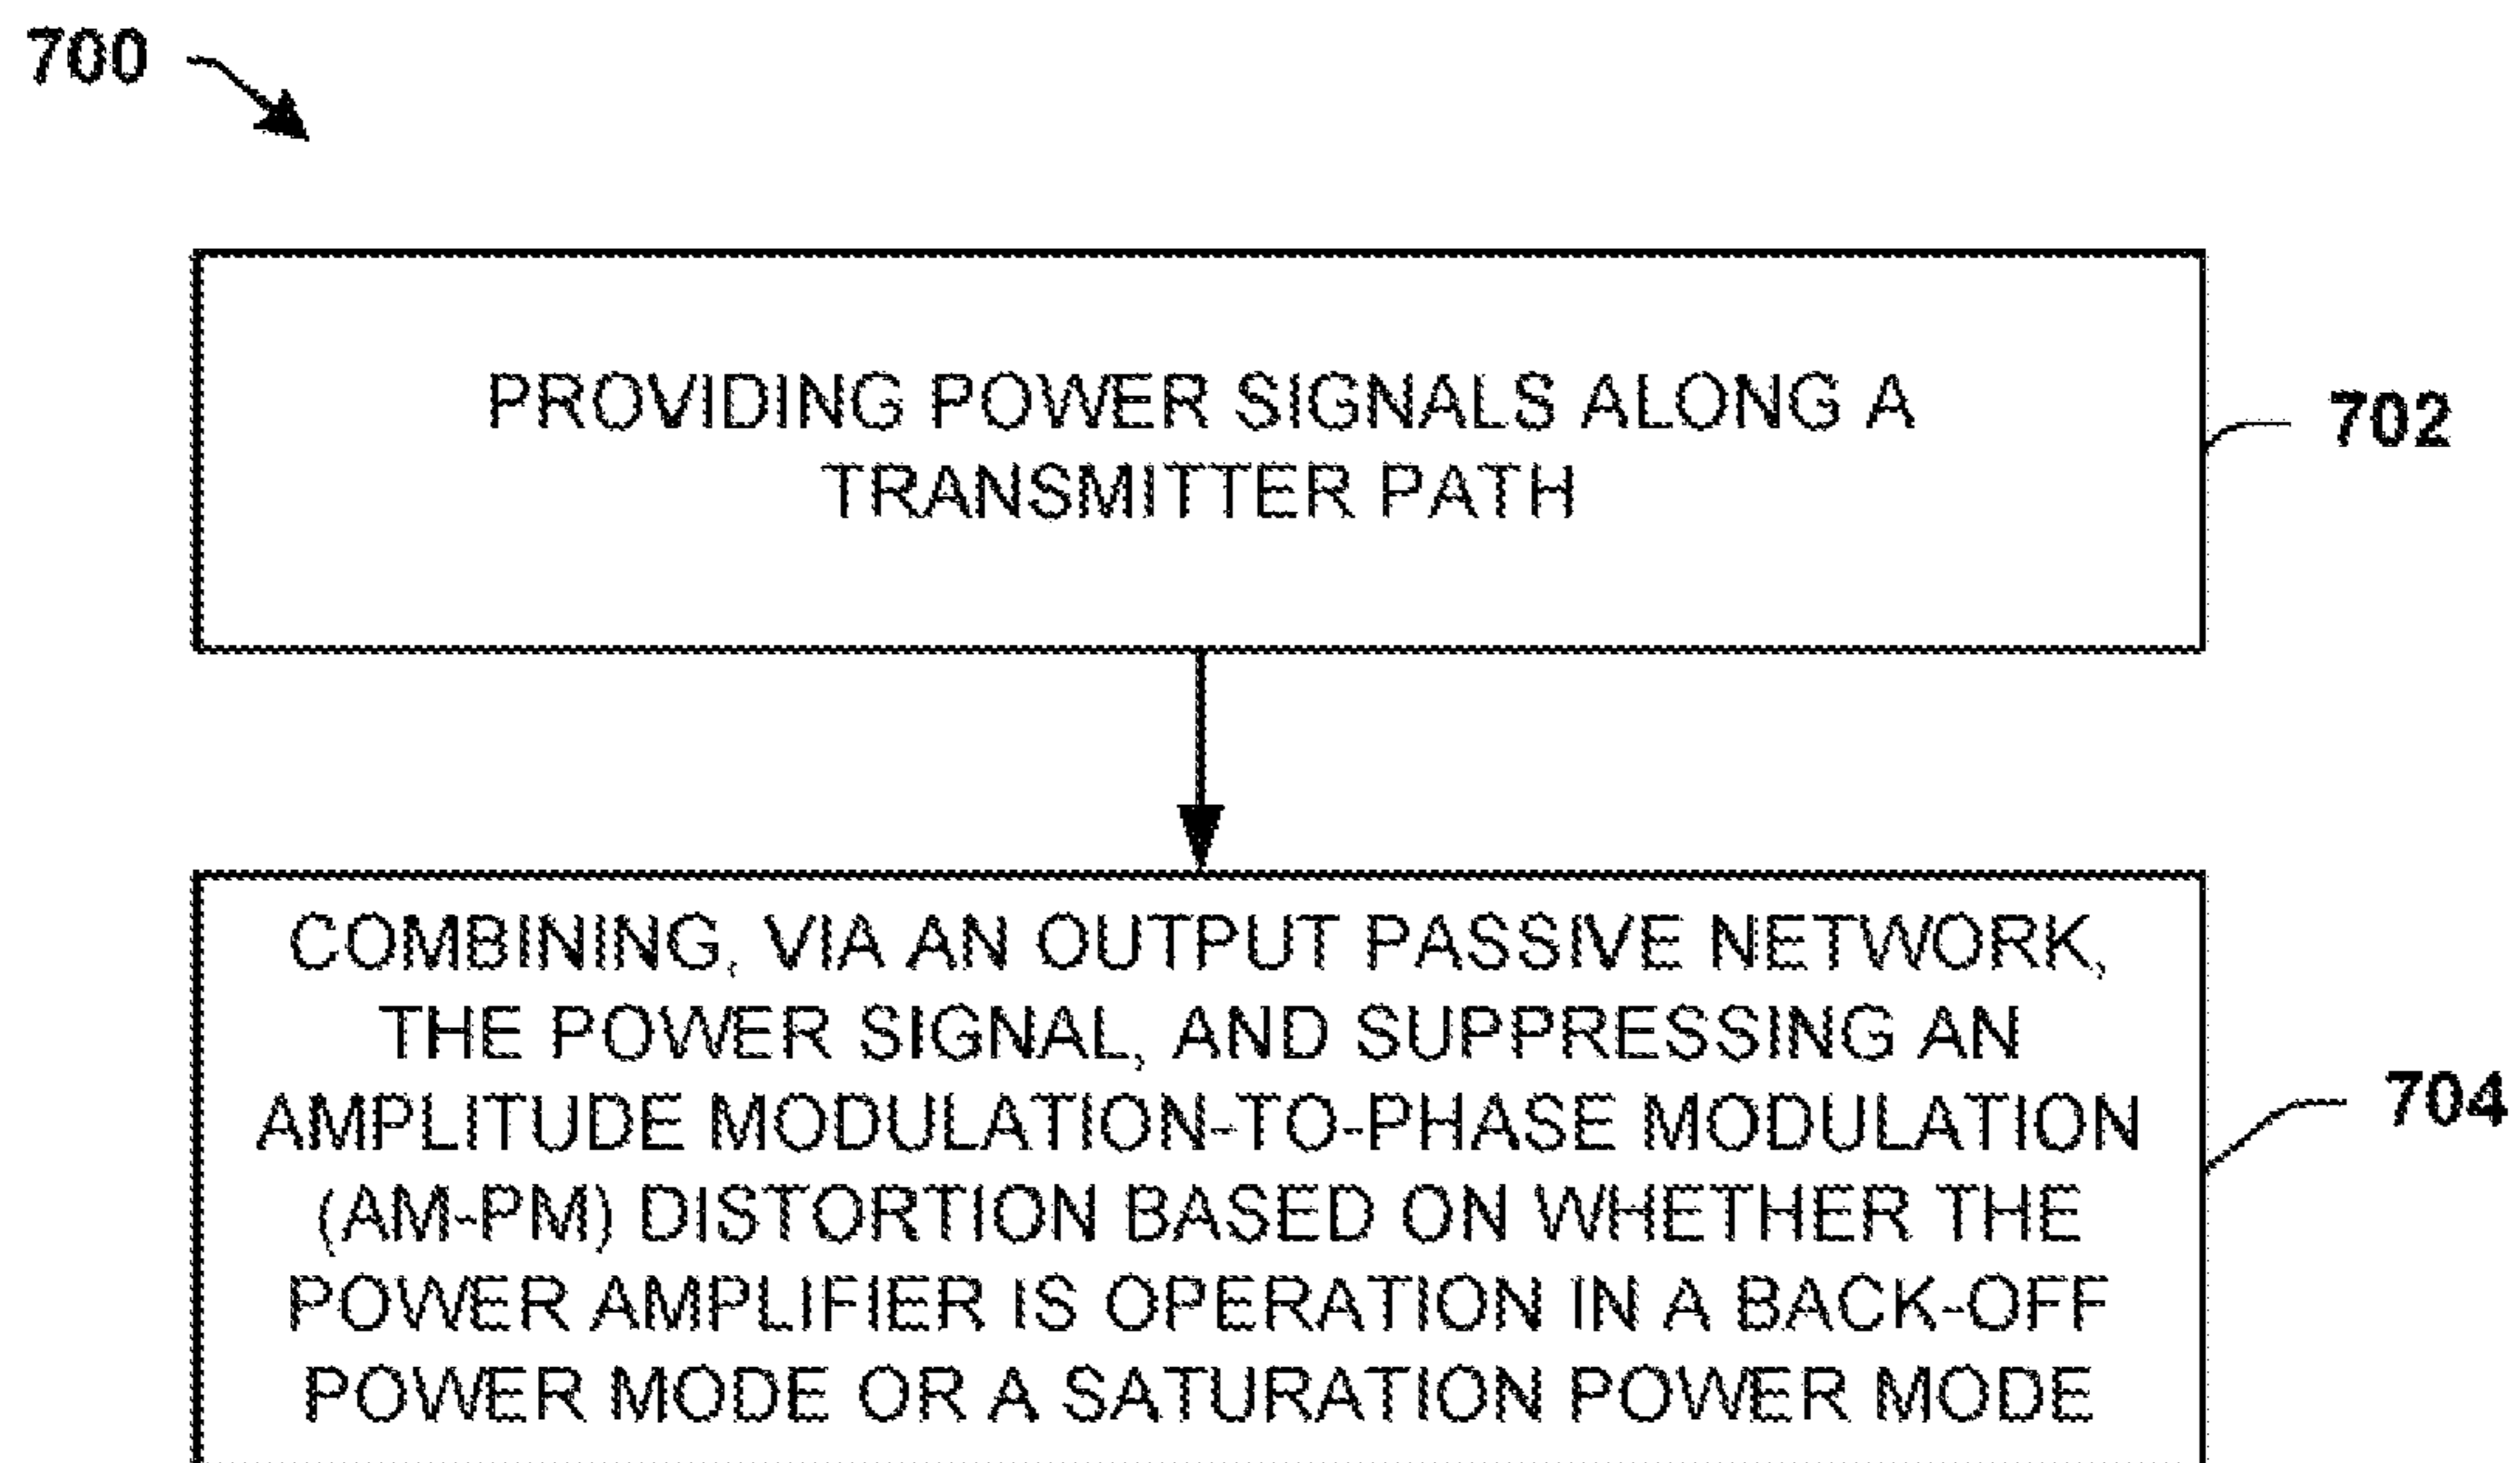 700
PROVIDING POWER SIGNALS ALONG A
TRANSMITTER PATH
702
COMBINING, VIA AN OUTPUT PASSIVE NETWORK,
THE POWER SIGNAL, AND SUPPRESSING AN
AMPLITUDE MODULATION-TO-PHASE MODULATION
(AM-PM) DISTORTION BASED ON WHETHER THE
POWER AMPLIFIER IS OPERATION IN A BACK-OFF
POWER MODE OR A SATURATION POWER MODE
704